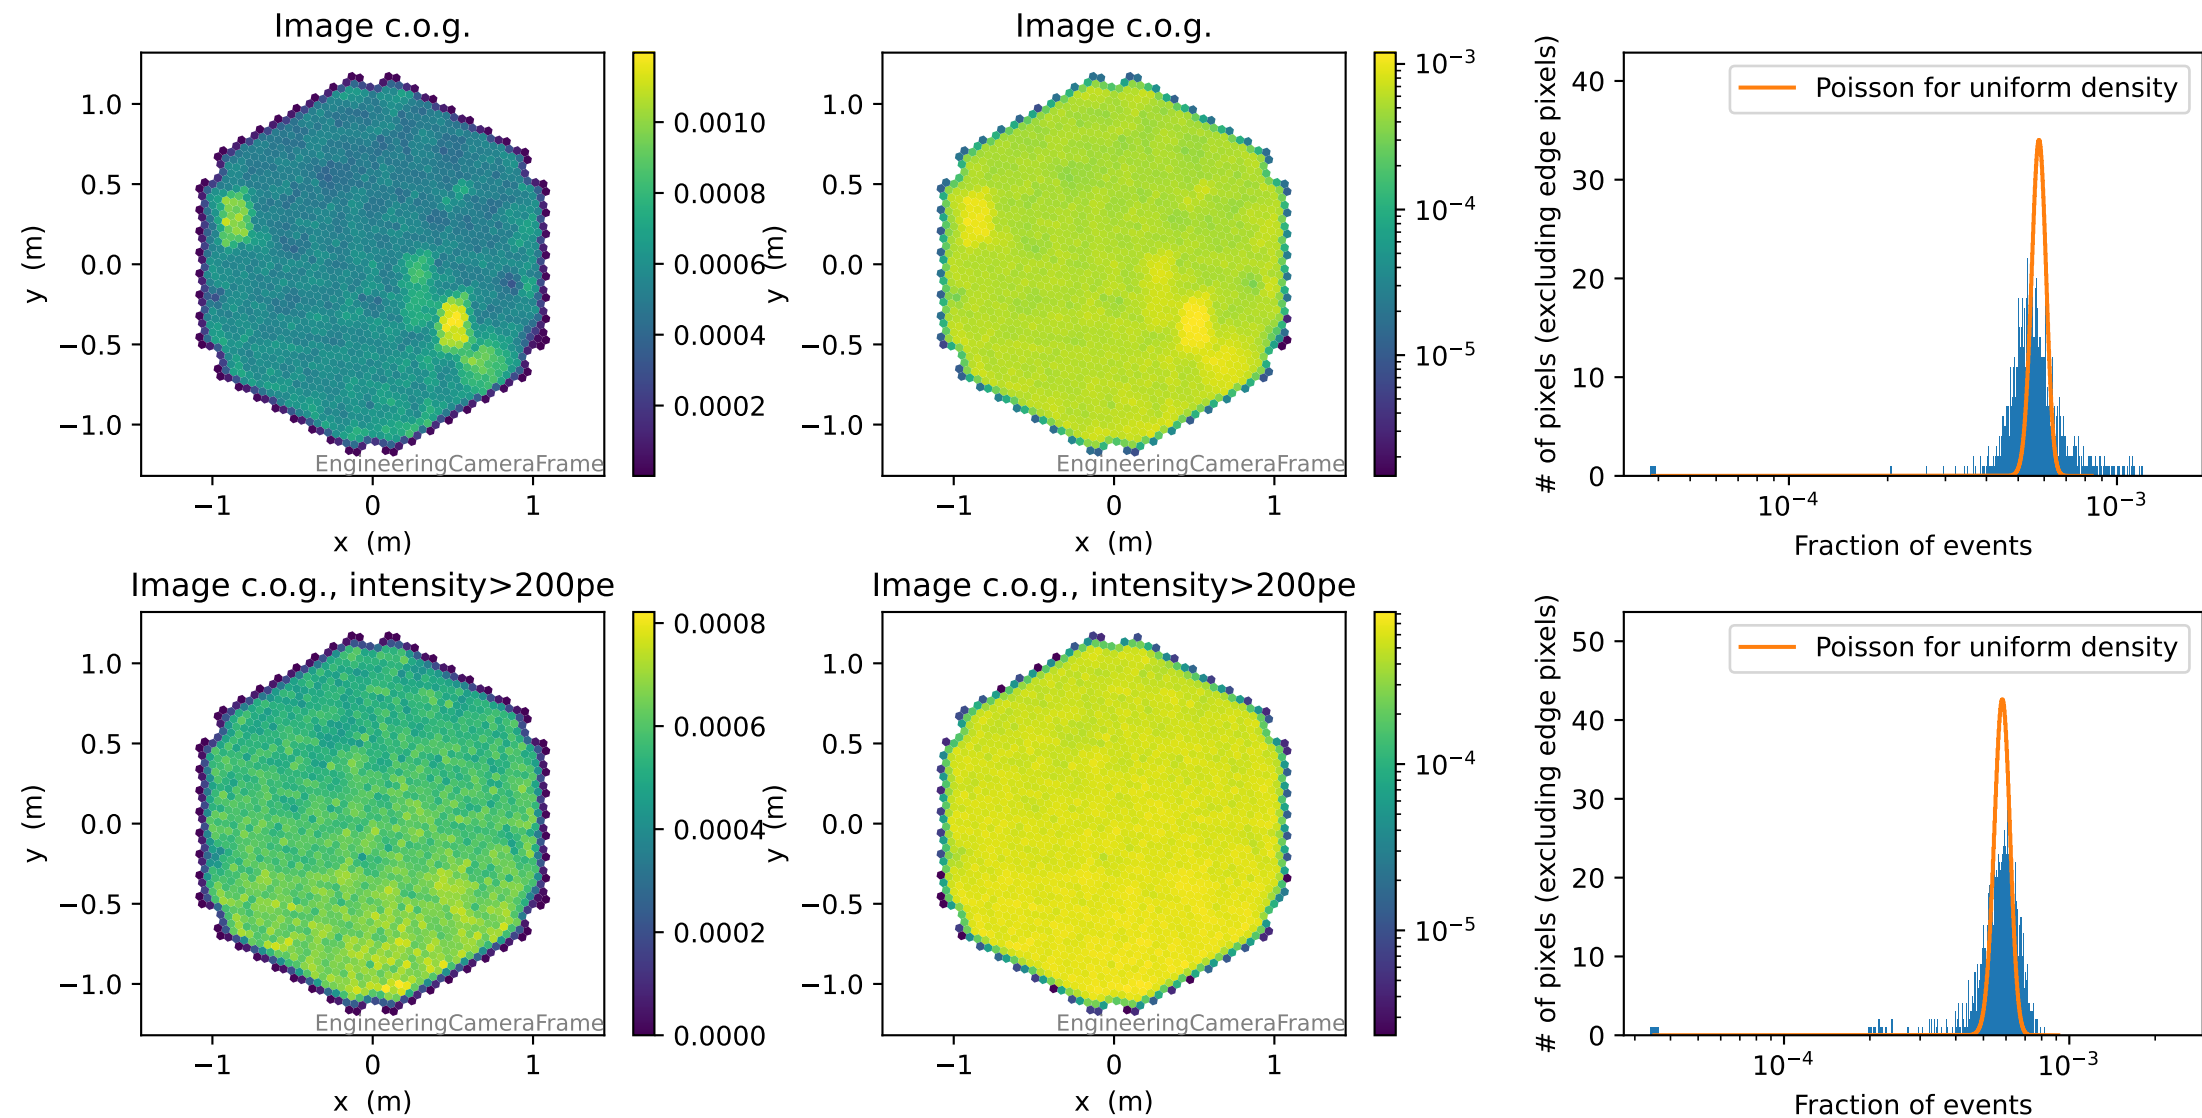 Image c.o.g.
1.0
0.5
0.0
−0.5
−1.0
y (m)
−1
0
1
x (m)
EngineeringCameraFrame
0.0010
0.0008
0.0006
0.0004
0.0002
Image c.o.g.
1.0
0.5
0.0
−0.5
−1.0
y (m)
−1
0
1
x (m)
EngineeringCameraFrame
10−3
10−4
10−5
# of pixels (excluding edge pixels)
40
30
20
10
0
Poisson for uniform density
10−4
10−3
Fraction of events
Image c.o.g., intensity>200pe
1.0
0.5
0.0
−0.5
−1.0
y (m)
−1
0
1
x (m)
EngineeringCameraFrame
0.0008
0.0006
0.0004
0.0002
0.0000
Image c.o.g., intensity>200pe
1.0
0.5
0.0
−0.5
−1.0
y (m)
−1
0
1
x (m)
EngineeringCameraFrame
10−4
10−5
# of pixels (excluding edge pixels)
50
40
30
20
10
0
Poisson for uniform density
10−4
10−3
Fraction of events